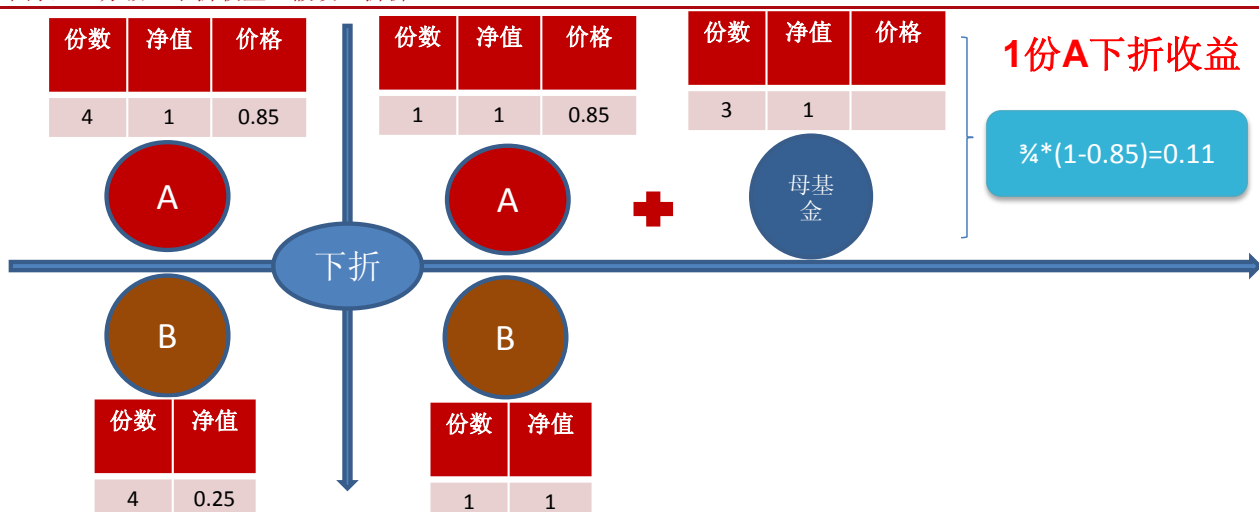 份数 净值 价格
4 1 0.85
份数 净值 价格
1 1 0.85
份数 净值 价格
3 1
1份A下折收益
¾*(1-0.85)=0.11
A
A
母基
金
下折
B
B
份数 净值
4 0.25
份数 净值
1 1